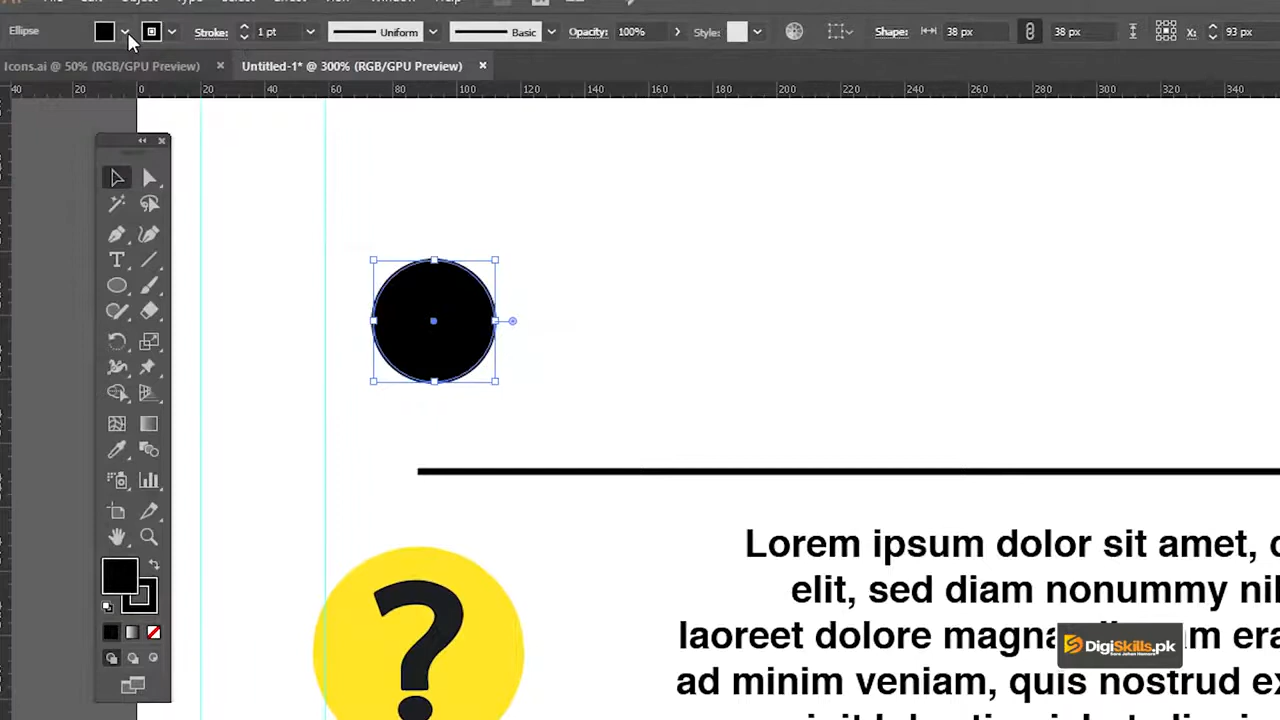 Ellipse Stroke: 1 pt Uniform Basic Opacity: 100% Style: Shape: 38 px 38 px X: 93 px
Icons.ai @ 50% (RGB/GPU Preview) × Untitled-1* @ 300% (RGB/GPU Preview) ×
40 20 0 20 40 60 80 100 120 140 160 180 200 220 240 260 280 300 320 340
Lorem ipsum dolor sit amet,
elit, sed diam nonummy
laoreet dolore magna
ad minim veniam, quis nostrud
?
DigiSkills.pk